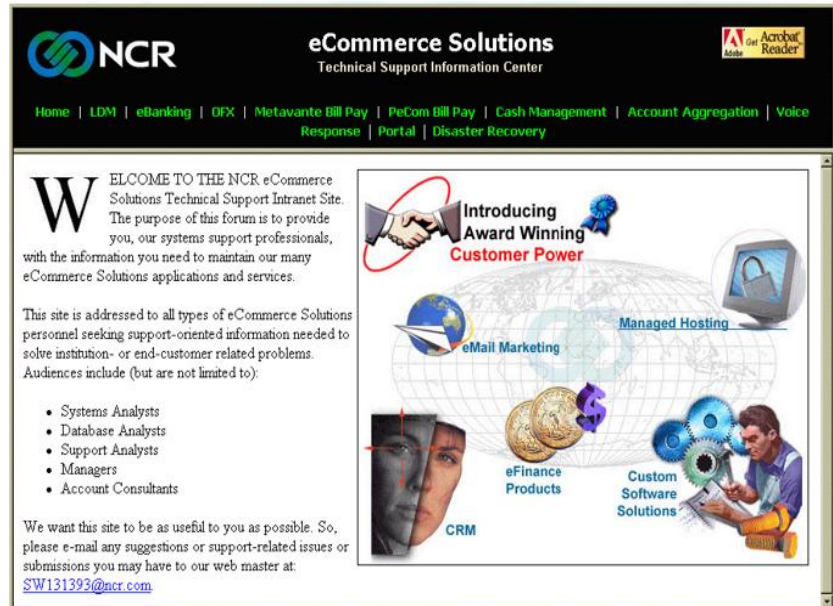 NCR
eCommerce Solutions
Technical Support Information Center
Adobe
Get Acrobat
Reader
Home | LDM | eBanking | OFX | Metavante Bill Pay | PeCom Bill Pay | Cash Management | Account Aggregation | Voice
Response | Portal | Disaster Recovery
WELCOME TO THE NCR eCommerce
Solutions Technical Support Intranet Site.
The purpose of this forum is to provide
you, our systems support professionals,
with the information you need to maintain our many
eCommerce Solutions applications and services.
This site is addressed to all types of eCommerce Solutions
personnel seeking support-oriented information needed to
solve institution- or end-customer related problems.
Audiences include (but are not limited to):
• Systems Analysts
• Database Analysts
• Support Analysts
• Managers
• Account Consultants
We want this site to be as useful to you as possible. So,
please e-mail any suggestions or support-related issues or
submissions you may have to our web master at:
SW131393@ncr.com.
Introducing
Award Winning
Customer Power
Managed Hosting
eMail Marketing
eFinance
Products
Custom
Software
Solutions
CRM